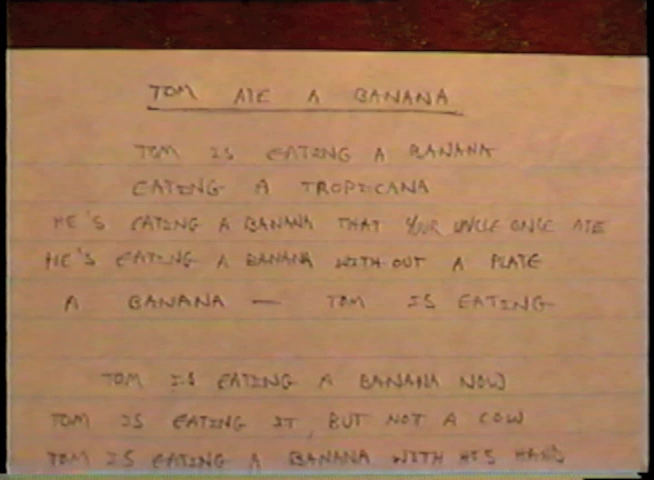 TOM ATE A BANANA
TOM IS EATING A BANANA
EATING A TROPICANA
HE'S EATING A BANANA THAT YOUR UNCLE ONCE ATE
HE'S EATING A BANANA WITH OUT A PLATE
A BANANA — TOM IS EATING
TOM IS EATING A BANANA NOW
TOM IS EATING IT, BUT NOT A COW
TOM IS EATING A BANANA WITH HIS HAND